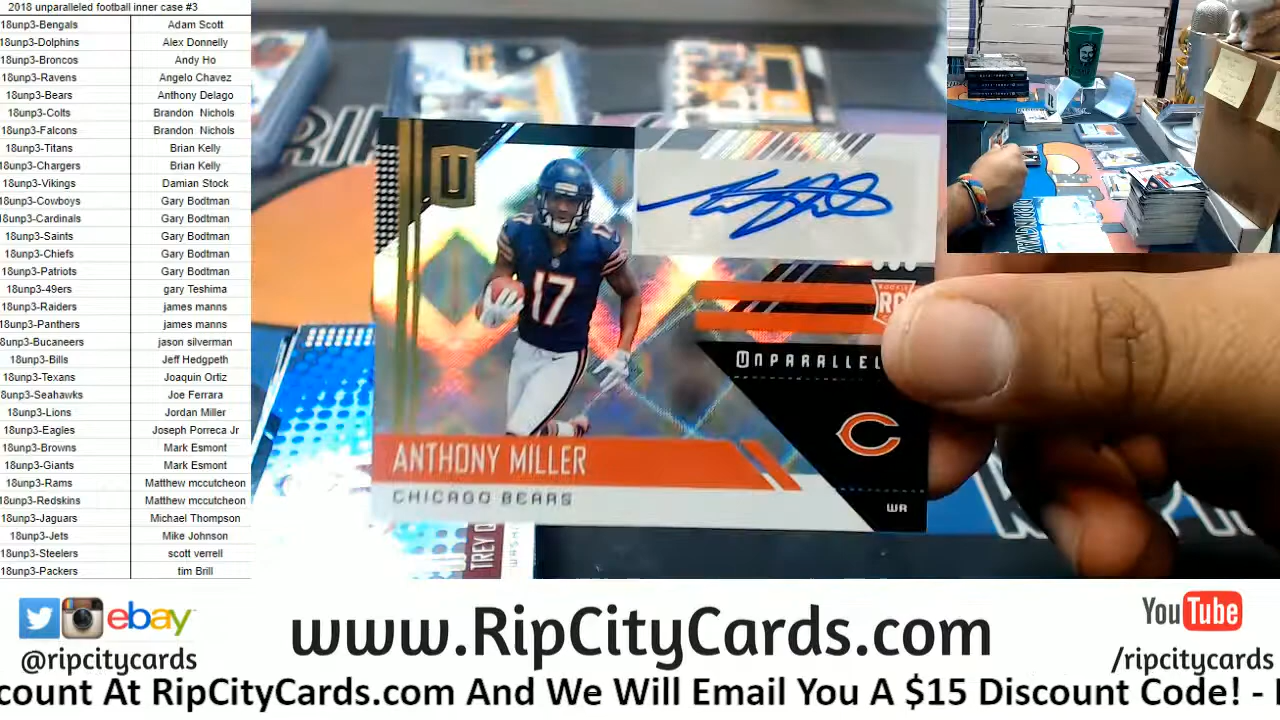 2018 unparalleled football inner case #3
18unp3-Bengals Adam Scott
18unp3-Dolphins Alex Donnelly
18unp3-Broncos Andy Ho
18unp3-Ravens Angelo Chavez
18unp3-Bears Anthony Delago
18unp3-Colts Brandon Nichols
18unp3-Falcons Brandon Nichols
18unp3-Titans Brian Kelly
18unp3-Chargers Brian Kelly
18unp3-Vikings Damian Stock
18unp3-Cowboys Gary Bodtman
18unp3-Cardinals Gary Bodtman
18unp3-Saints Gary Bodtman
18unp3-Chiefs Gary Bodtman
18unp3-Patriots Gary Bodtman
18unp3-49ers gary Teshima
18unp3-Raiders james manns
18unp3-Panthers james manns
8unp3-Bucaneers jason silverman
18unp3-Bills Jeff Hedgpeth
18unp3-Texans Joaquin Ortiz
8unp3-Seahawks Joe Ferrara
18unp3-Lions Jordan Miller
18unp3-Eagles Joseph Porreca Jr
18unp3-Browns Mark Esmont
18unp3-Giants Mark Esmont
18unp3-Rams Matthew mccutcheon
18unp3-Redskins Matthew mccutcheon
18unp3-Jaguars Michael Thompson
18unp3-Jets Mike Johnson
18unp3-Steelers scott verrell
18unp3-Packers tim Brill
U
17
17
ROOKIE
RC
UNPARALLEL
C
ANTHONY MILLER
CHICAGO BEARS
WR
TREY Q
WASH
ebay
@ripcitycards
www.RipCityCards.com
YouTube
/ripcitycards
count At RipCityCards.com And We Will Email You A $15 Discount Code! -